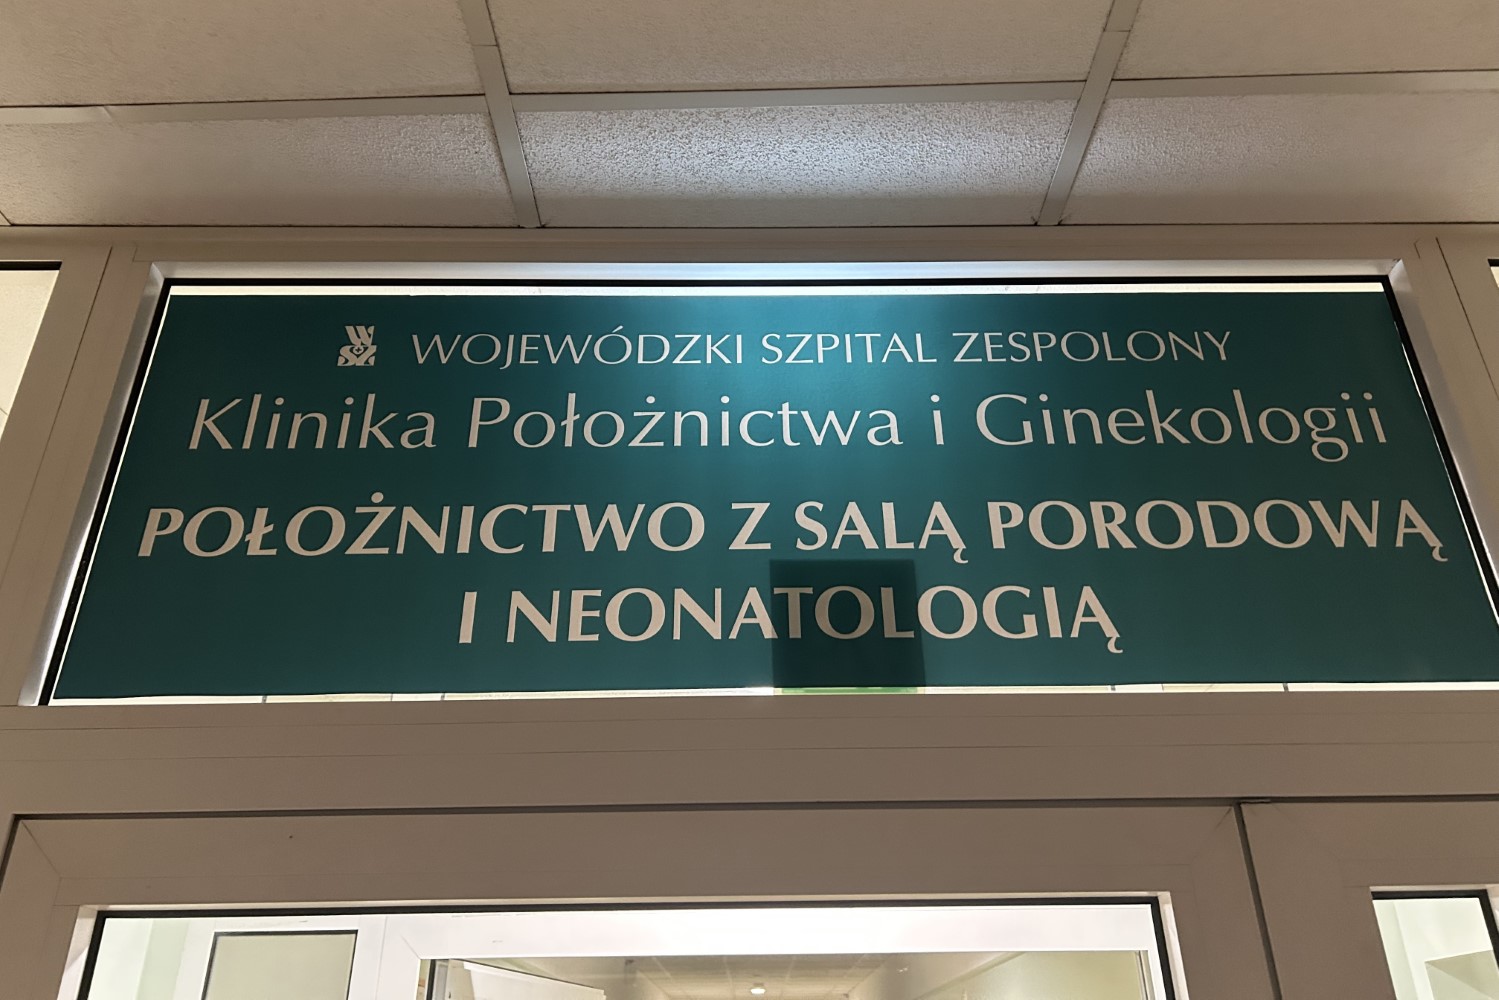 WOJEWÓDZKI SZPITAL ZESPOLONY
Klinika Położnictwa i Ginekologii
POŁOŻNICTWO Z SALĄ PORODOWĄ
I NEONATOLOGIĄ